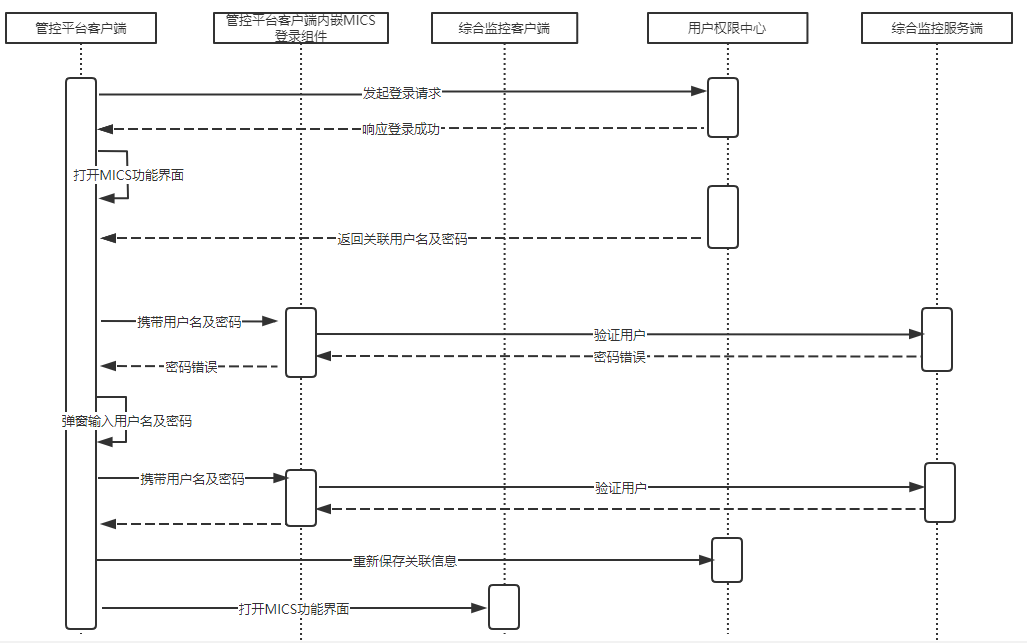 管控平台客户端
管控平台客户端内嵌MICS
登录组件
综合监控客户端
用户权限中心
综合监控服务端
发起登录请求
响应登录成功
打开MICS功能界面
返回关联用户名及密码
携带用户名及密码
验证用户
密码错误
密码错误
弹窗输入用户名及密码
携带用户名及密码
验证用户
重新保存关联信息
打开MICS功能界面